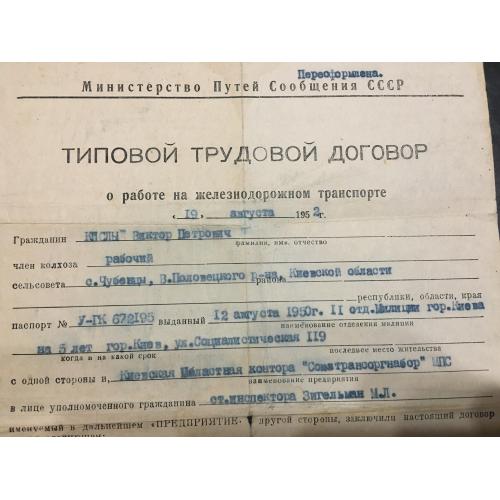 Переоформлена.
Министерство Путей Сообщения СССР
ТИПОВОЙ ТРУДОВОЙ ДОГОВОР
о работе на железнодорожном транспорте
„19„ августа 1952г.
Гражданин Виктор Петрович
фамилия, имя, отчество
член колхоза рабочий
сельсовета с.Чубенцы, В.Половецкого р-на, Киевской области
района
республики, области, края
паспорт № У-ГК 672195 выданный 12 августа 1950г. II отд.Милиции гор.Киева
наименование отделения милиции
на 5 лет гор.Киев, ул.Социалистическая 119
когда и на какой срок последнее место жительства
с одной стороны и, Киевская Областная контора "Союзтрансоргнабор" МПС
наименование предприятия
в лице уполномоченного гражданина ст.инспектора Зигельман М.Л.
именуемый в дальнейшем «ПРЕДПРИЯТИЕ» другой стороны, заключили настоящий договор